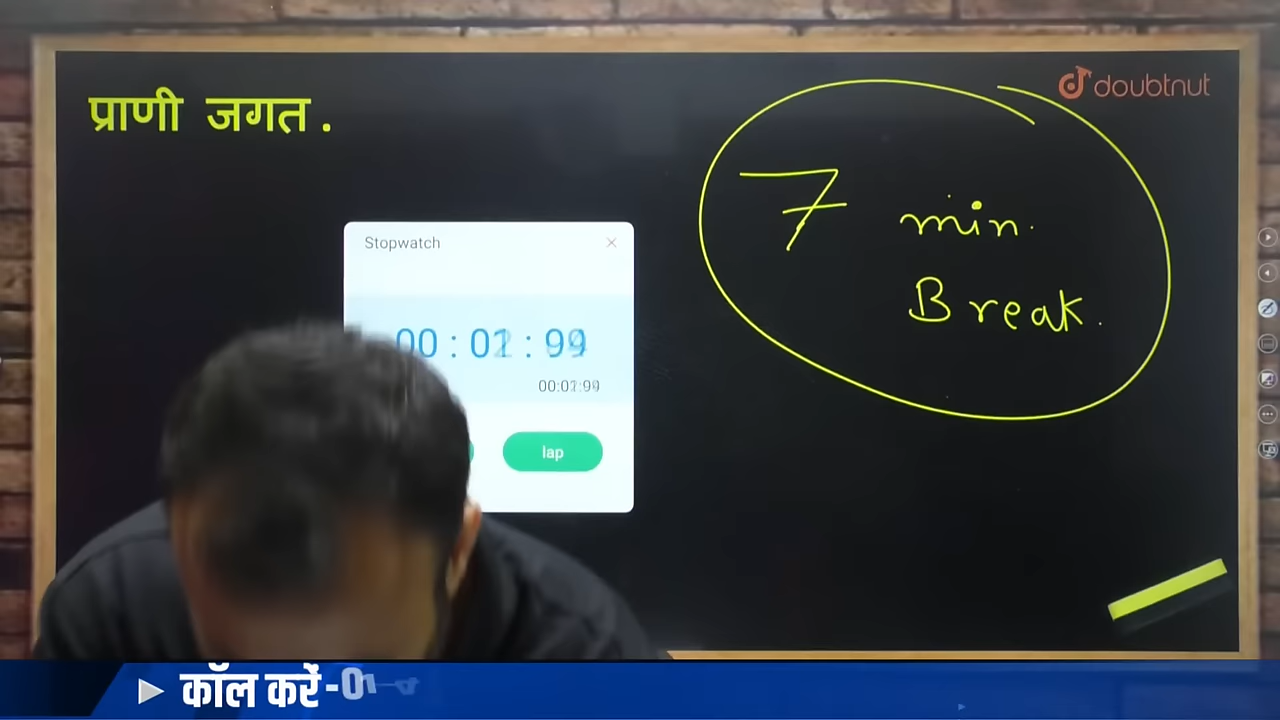 प्राणी जगत.
doubtnut
7 min.
Break.
Stopwatch
lap
कॉल करें-